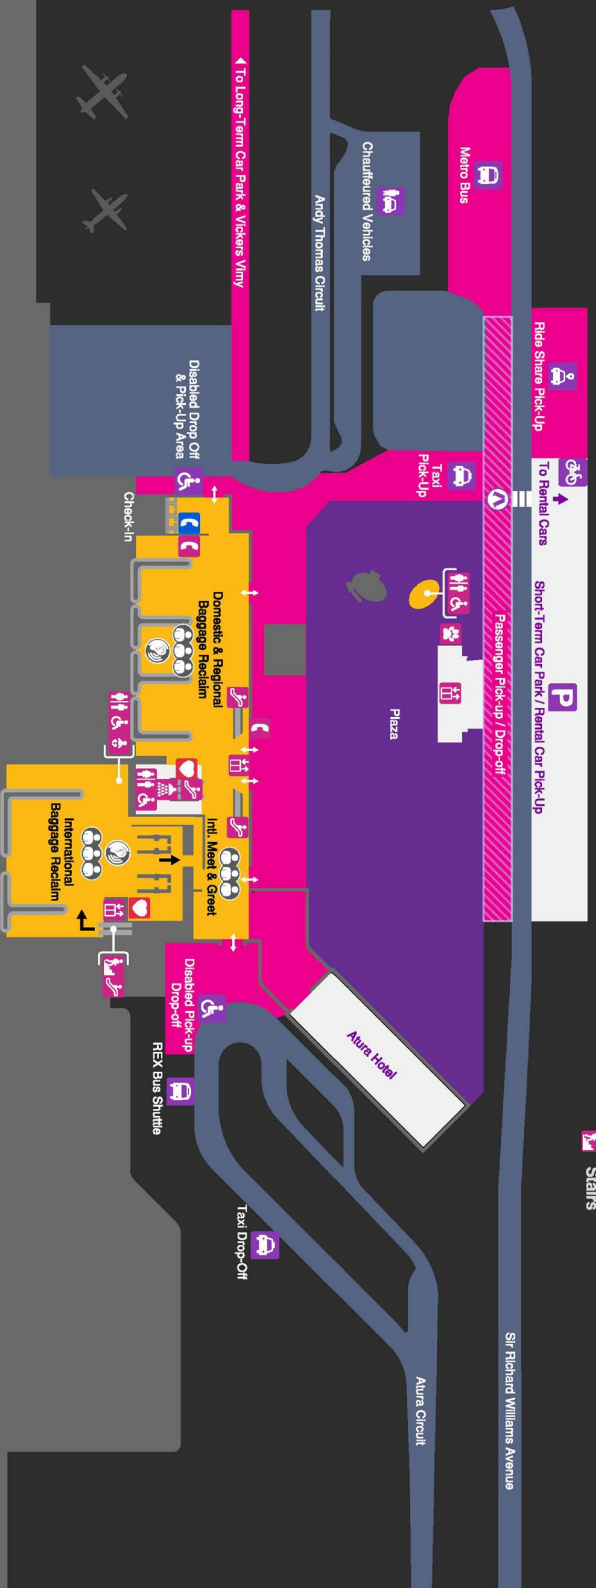 ◀ To Long-Term Car Park & Vickers Vimy
Andy Thomas Circuit
Chauffeured Vehicles
Metro Bus
Ride Share Pick-Up
To Rental Cars
Short-Term Car Park / Rental Car Pick-Up
P
Passenger Pick-up / Drop-off
Taxi
Pick-Up
Disabled Drop Off
& Pick-Up Area
Check-In
Domestic & Regional
Baggage Reclaim
Plaza
Intl. Meet & Greet
International
Baggage Reclaim
Disabled Pick-up
Drop-off
REX Bus Shuttle
Atura Hotel
Taxi Drop-Off
Atura Circuit
Sir Richard Williams Avenue
Stairs